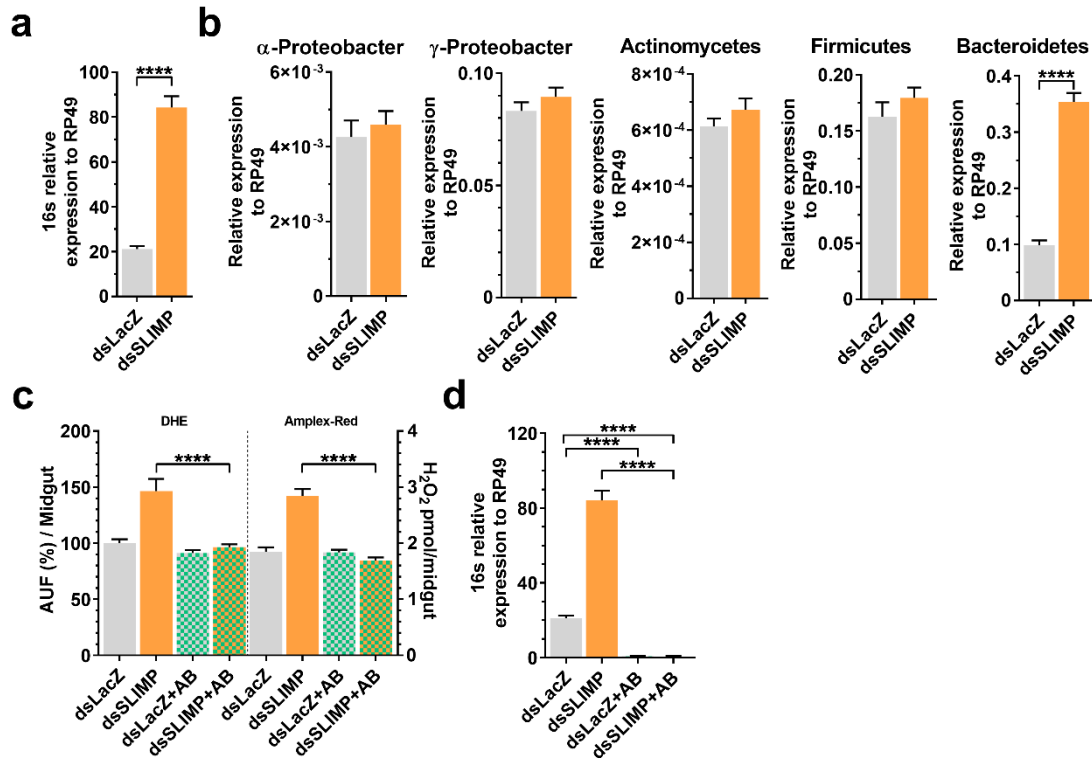 a
16s relative
expression to RP49
100
80
60
40
20
0
****
dsLacZ
dsSLIMP
b
α-Proteobacter
Relative expression
to RP49
6×10⁻³
4×10⁻³
2×10⁻³
0
dsLacZ
dsSLIMP
γ-Proteobacter
Relative expression
to RP49
0.10
0.05
0
dsLacZ
dsSLIMP
Actinomycetes
Relative expression
to RP49
8×10⁻⁴
6×10⁻⁴
4×10⁻⁴
2×10⁻⁴
0
dsLacZ
dsSLIMP
Firmicutes
Relative expression
to RP49
0.20
0.15
0.10
0.05
0.00
dsLacZ
dsSLIMP
Bacteroidetes
Relative expression
to RP49
0.4
0.3
0.2
0.1
0.0
****
dsLacZ
dsSLIMP
c
DHE
Amplex-Red
AUF (%) / Midgut
200
150
100
50
0
****
****
4
3
2
1
0
H₂O₂ pmol/midgut
dsLacZ
dsSLIMP
dsLacZ+AB
dsSLIMP+AB
dsLacZ
dsSLIMP
dsLacZ+AB
dsSLIMP+AB
d
16s relative
expression to RP49
120
80
40
0
****
****
****
dsLacZ
dsSLIMP
dsLacZ+AB
dsSLIMP+AB